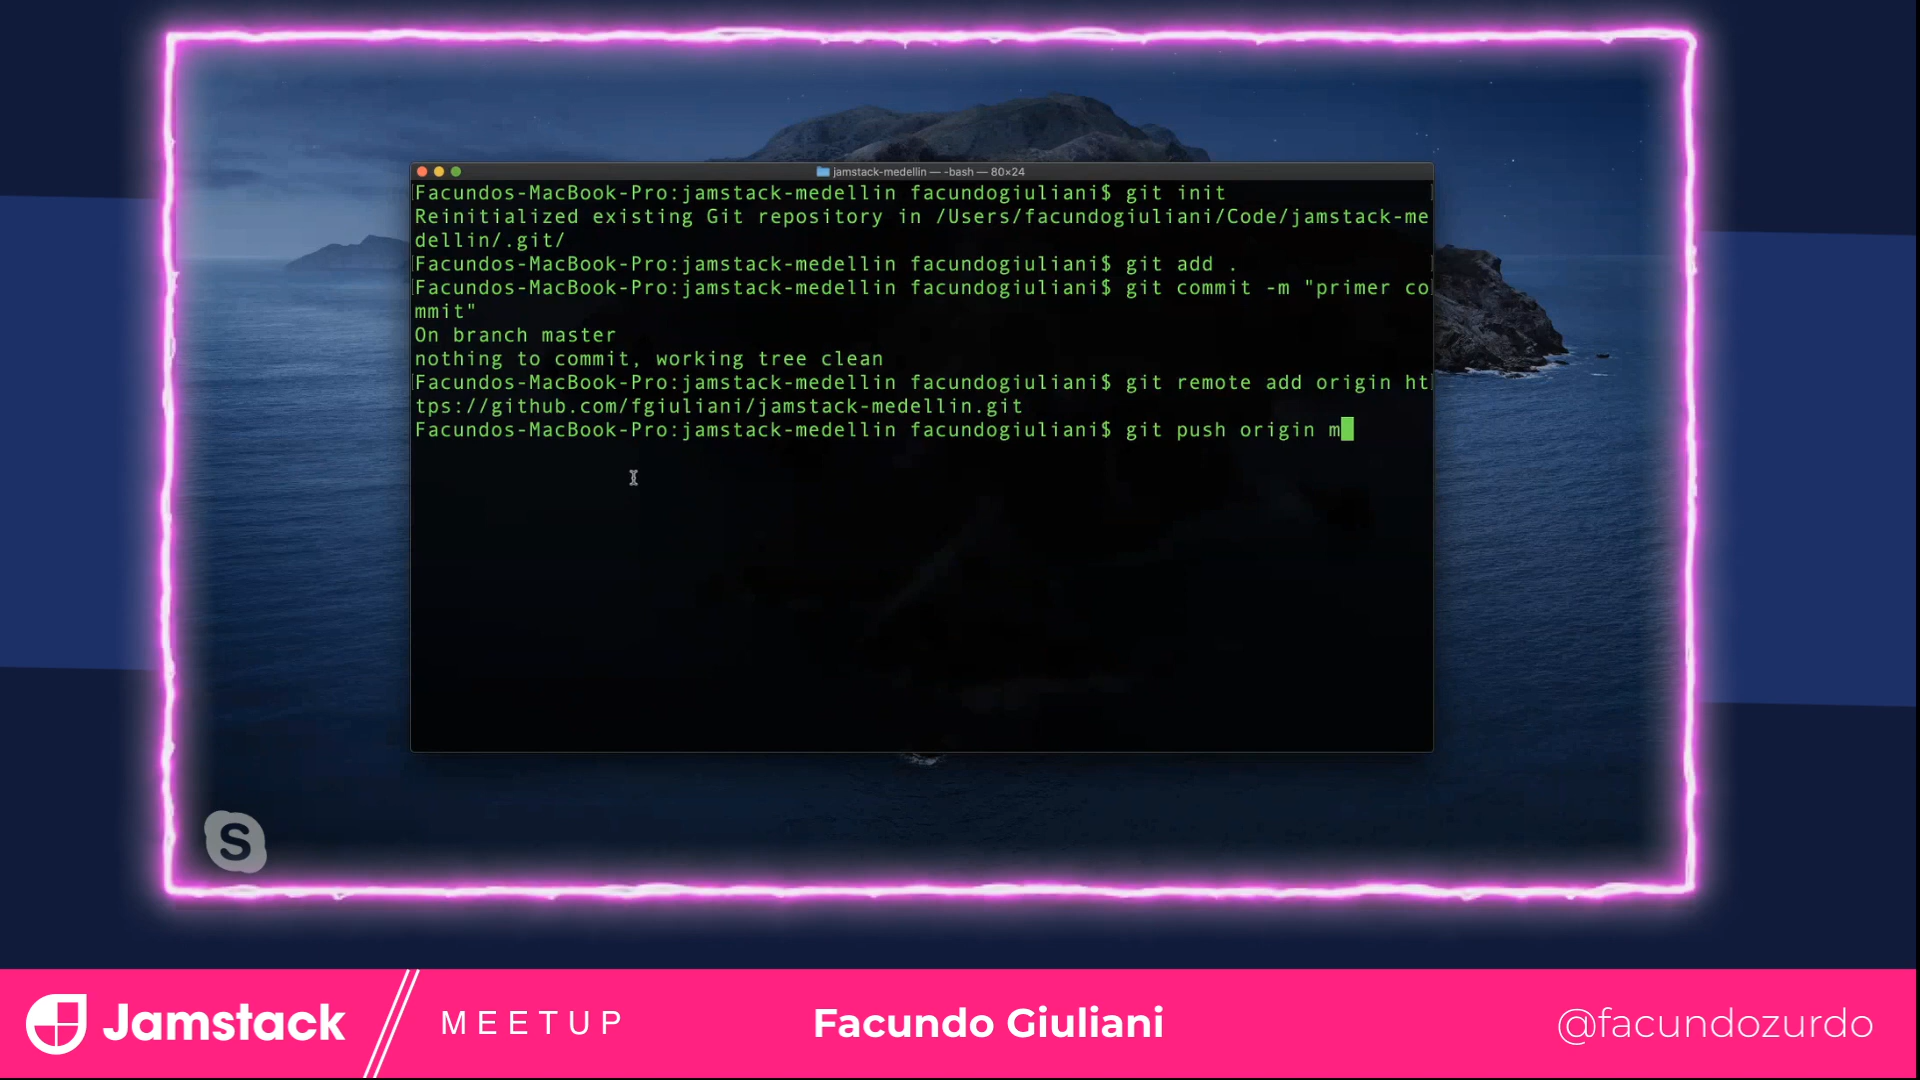 jamstack-medellin — -bash — 80×24
Facundos-MacBook-Pro:jamstack-medellin facundogiuliani$ git init
Reinitialized existing Git repository in /Users/facundogiuliani/Code/jamstack-me
dellin/.git/
Facundos-MacBook-Pro:jamstack-medellin facundogiuliani$ git add .
Facundos-MacBook-Pro:jamstack-medellin facundogiuliani$ git commit -m "primer co
mmit"
On branch master
nothing to commit, working tree clean
Facundos-MacBook-Pro:jamstack-medellin facundogiuliani$ git remote add origin ht
tps://github.com/fgiuliani/jamstack-medellin.git
Facundos-MacBook-Pro:jamstack-medellin facundogiuliani$ git push origin m
S
Jamstack // MEETUP Facundo Giuliani @facundozurdo